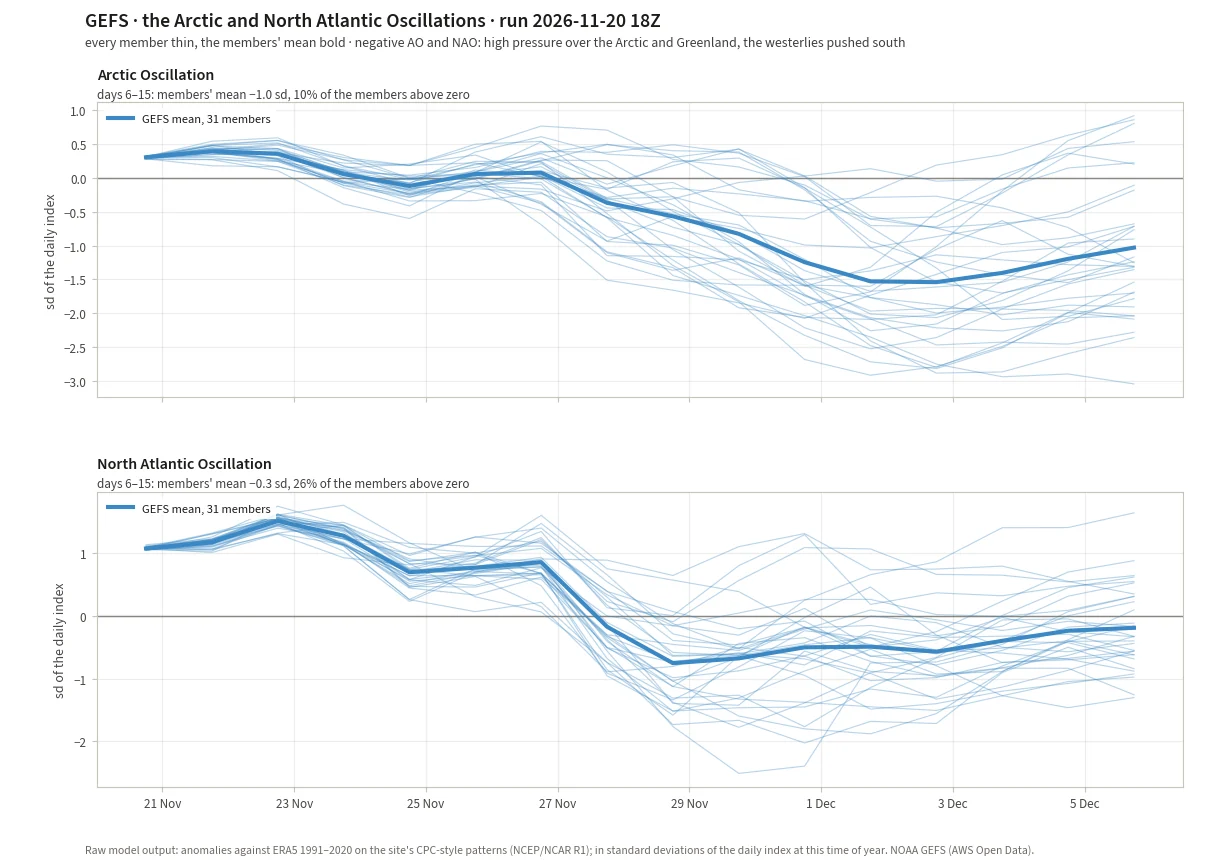 GEFS · the Arctic and North Atlantic Oscillations · run 2026-11-20 18Z
every member thin, the members' mean bold · negative AO and NAO: high pressure over the Arctic and Greenland, the westerlies pushed south
Arctic Oscillation
days 6–15: members' mean −1.0 sd, 10% of the members above zero
GEFS mean, 31 members
sd of the daily index
1.0
0.5
0.0
−0.5
−1.0
−1.5
−2.0
−2.5
−3.0
North Atlantic Oscillation
days 6–15: members' mean −0.3 sd, 26% of the members above zero
GEFS mean, 31 members
sd of the daily index
1
0
−1
−2
21 Nov
23 Nov
25 Nov
27 Nov
29 Nov
1 Dec
3 Dec
5 Dec
Raw model output: anomalies against ERA5 1991–2020 on the site's CPC-style patterns (NCEP/NCAR R1); in standard deviations of the daily index at this time of year. NOAA GEFS (AWS Open Data).